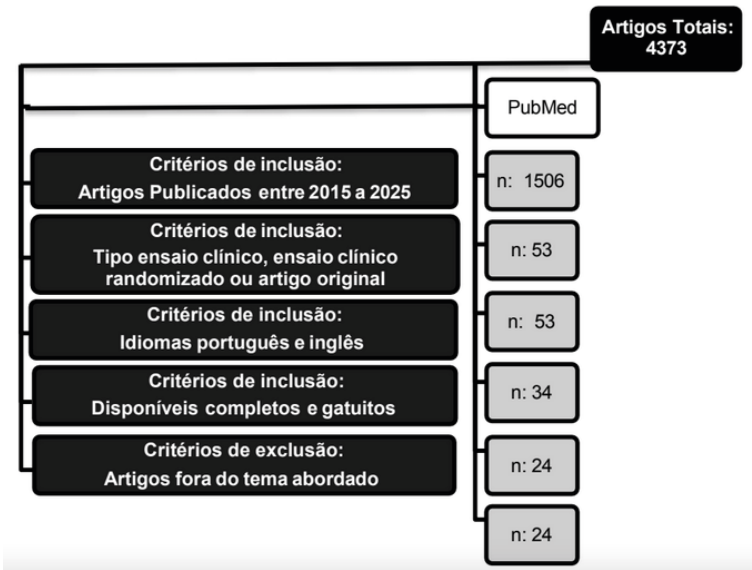 Artigos Totais:
4373
PubMed
Critérios de inclusão:
Artigos Publicados entre 2015 a 2025
n: 1506
Critérios de inclusão:
Tipo ensaio clínico, ensaio clínico
randomizado ou artigo original
n: 53
Critérios de inclusão:
Idiomas português e inglês
n: 53
Critérios de inclusão:
Disponíveis completos e gatuitos
n: 34
Critérios de exclusão:
Artigos fora do tema abordado
n: 24
n: 24